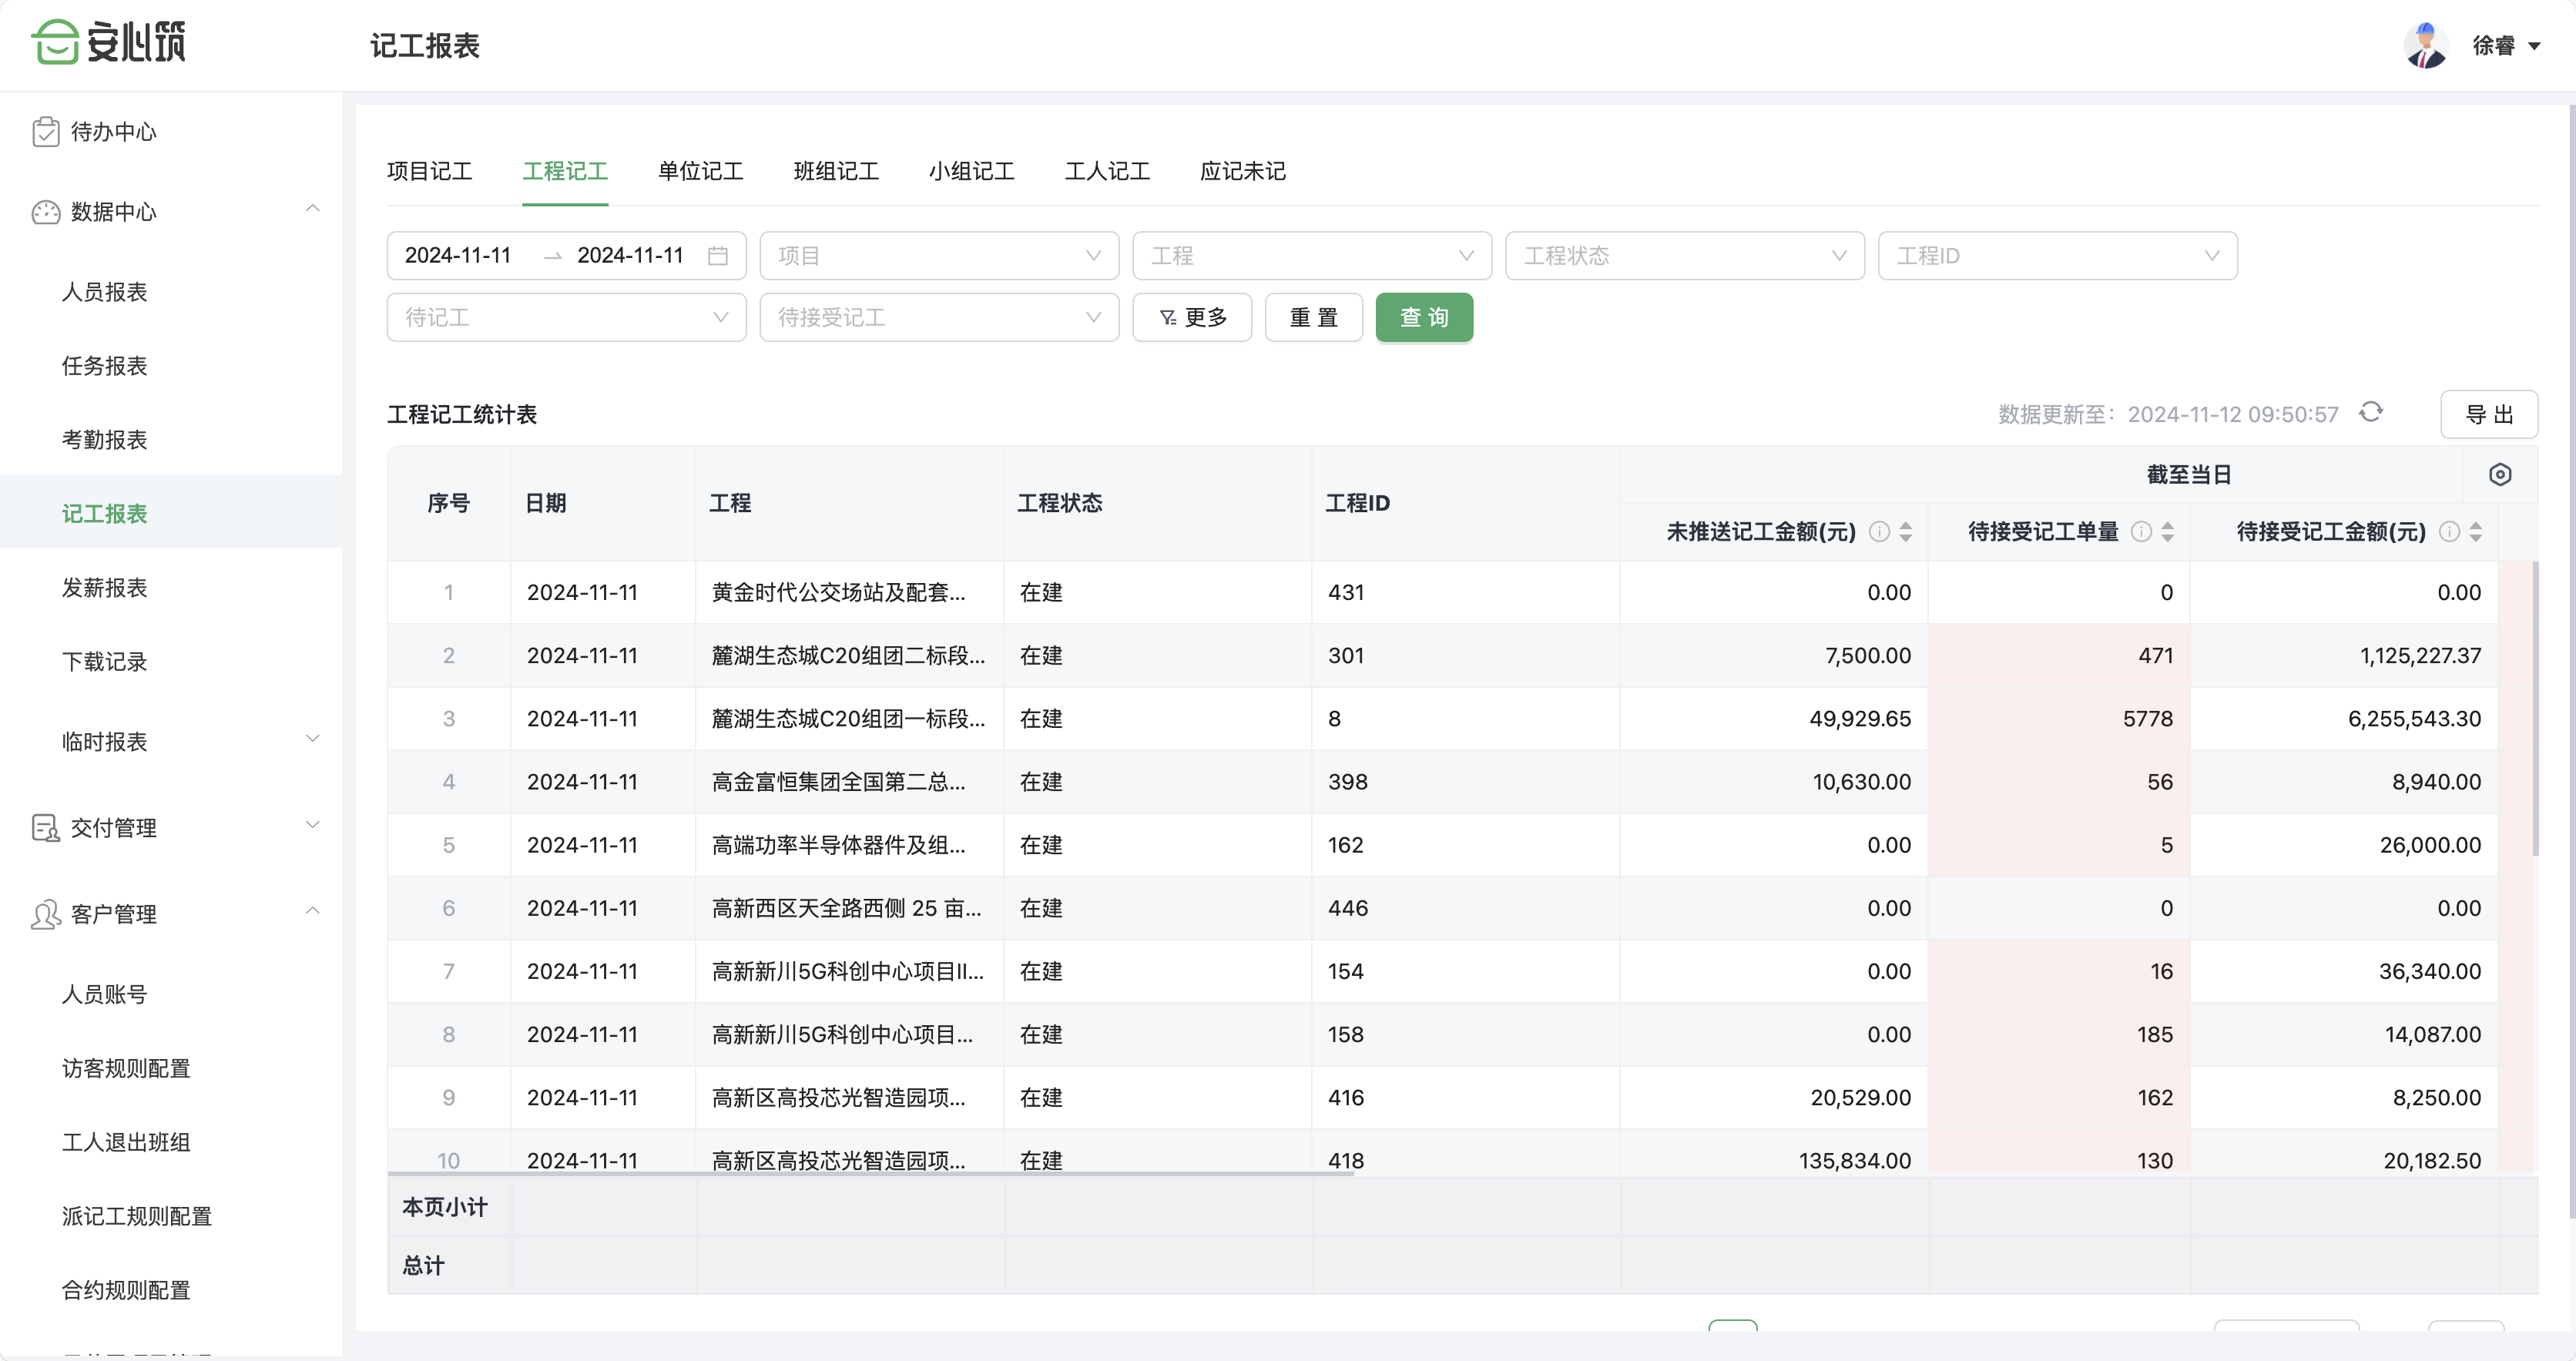 安心筑
记工报表
徐睿
待办中心
数据中心
人员报表
任务报表
考勤报表
记工报表
发薪报表
下载记录
临时报表
交付管理
客户管理
人员账号
访客规则配置
工人退出班组
派记工规则配置
合约规则配置
项目记工 工程记工 单位记工 班组记工 小组记工 工人记工 应记未记
2024-11-11 → 2024-11-11 项目 工程 工程状态 工程ID
待记工 待接受记工 更多 重 置 查 询
工程记工统计表 数据更新至：2024-11-12 09:50:57 导 出
序号 日期 工程 工程状态 工程ID 截至当日
未推送记工金额(元) 待接受记工单量 待接受记工金额(元)
1 2024-11-11 黄金时代公交场站及配套... 在建 431 0.00 0 0.00
2 2024-11-11 麓湖生态城C20组团二标段... 在建 301 7,500.00 471 1,125,227.37
3 2024-11-11 麓湖生态城C20组团一标段... 在建 8 49,929.65 5778 6,255,543.30
4 2024-11-11 高金富恒集团全国第二总... 在建 398 10,630.00 56 8,940.00
5 2024-11-11 高端功率半导体器件及组... 在建 162 0.00 5 26,000.00
6 2024-11-11 高新西区天全路西侧 25 亩... 在建 446 0.00 0 0.00
7 2024-11-11 高新新川5G科创中心项目II... 在建 154 0.00 16 36,340.00
8 2024-11-11 高新新川5G科创中心项目... 在建 158 0.00 185 14,087.00
9 2024-11-11 高新区高投芯光智造园项... 在建 416 20,529.00 162 8,250.00
10 2024-11-11 高新区高投芯光智造园项... 在建 418 135,834.00 130 20,182.50
本页小计
总计